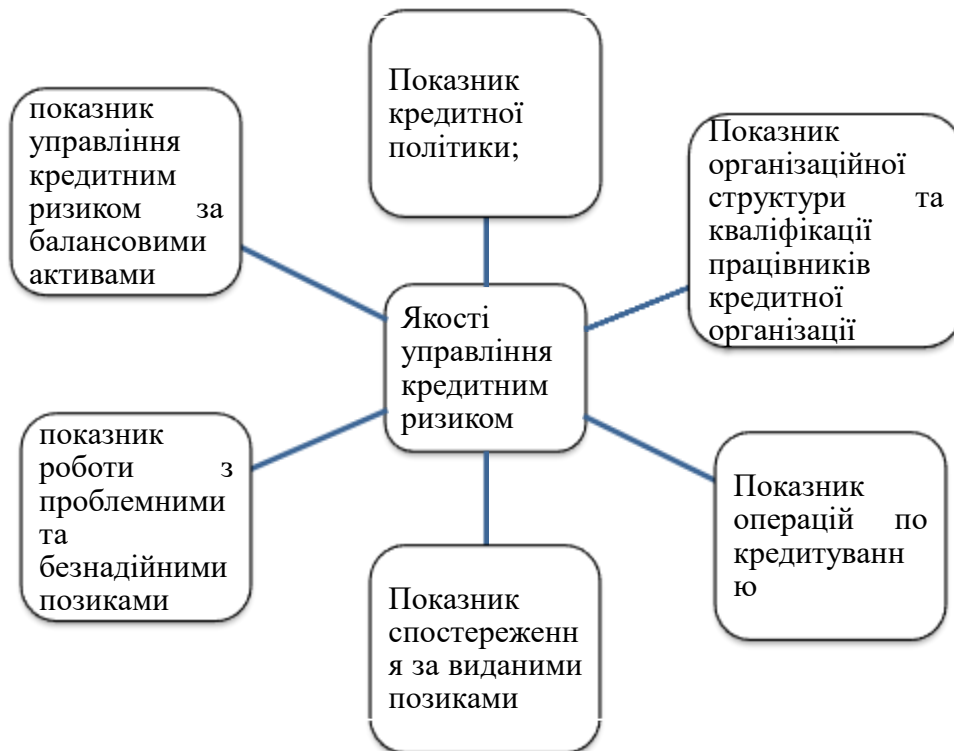 Показник
кредитної
політики;
показник
управління
кредитним
ризиком за
балансовими
активами
Показник
організаційної
структури та
кваліфікації
працівників
кредитної
організації
Якості
управління
кредитним
ризиком
показник
роботи з
проблемними
та
безнадійними
позиками
Показник
операцій по
кредитуванн
ю
Показник
спостереженн
я за виданими
позиками